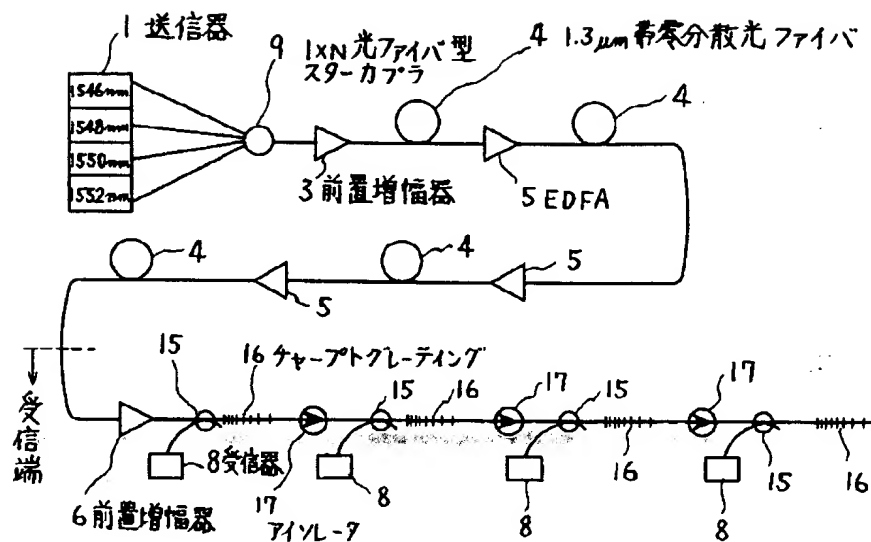 1 送信器
1546nm
1548nm
1550nm
1552nm
9
1×N光ファイバ型
スターカプラ
4 1.3μm帯零分散光ファイバ
4
3前置増幅器
5 EDFA
4
4
5
5
受信端
15
16チャープトグレーティング
15
16
17
15
17
8受信器
17
アイソレータ
8
16
8
15
8
16
6前置増幅器